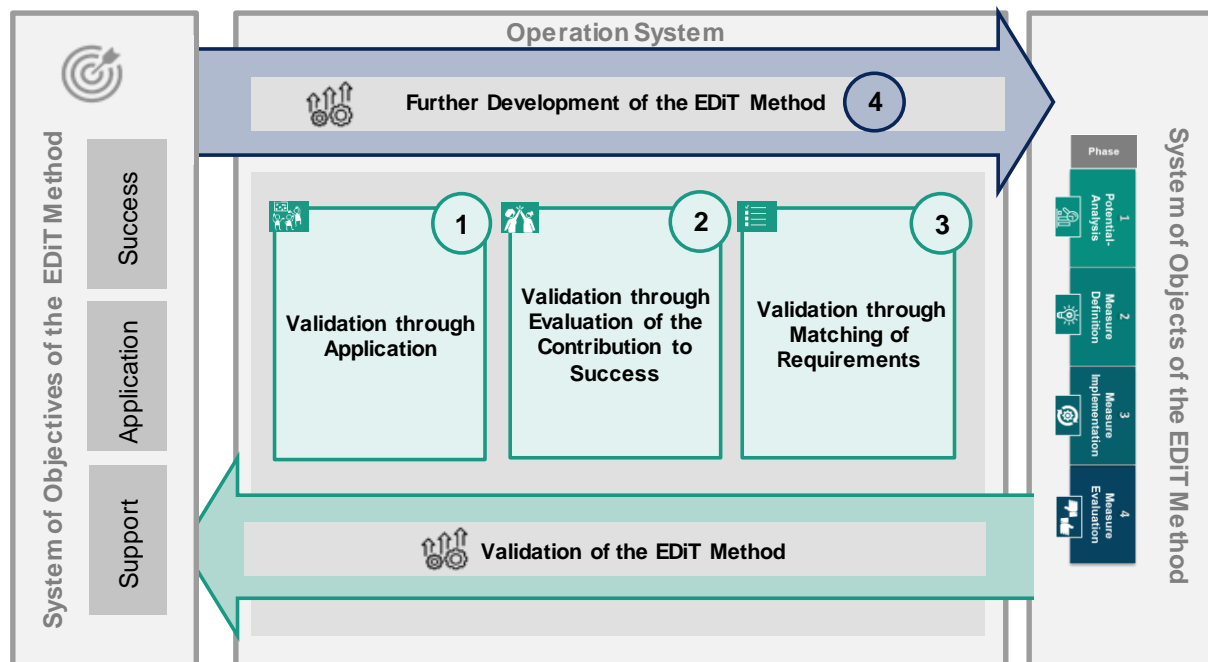 Operation System
Further Development of the EDiT Method
4
System of Objectives of the EDiT Method
Success
Application
Support
1
Validation through
Application
2
Validation through
Evaluation of the
Contribution to
Success
3
Validation through
Matching of
Requirements
Validation of the EDiT Method
Phase
1
Potential-
Analysis
2
Measure
Definition
3
Measure
Implementation
4
Measure
Evaluation
System of Objects of the EDiT Method